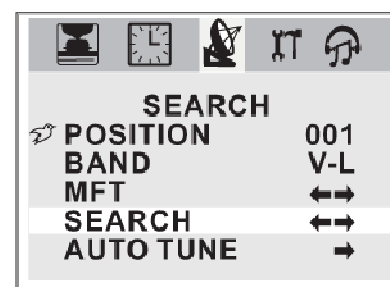 SEARCH
POSITION 001
BAND V-L
MFT ⬅➡
SEARCH ⬅➡
AUTO TUNE ➡